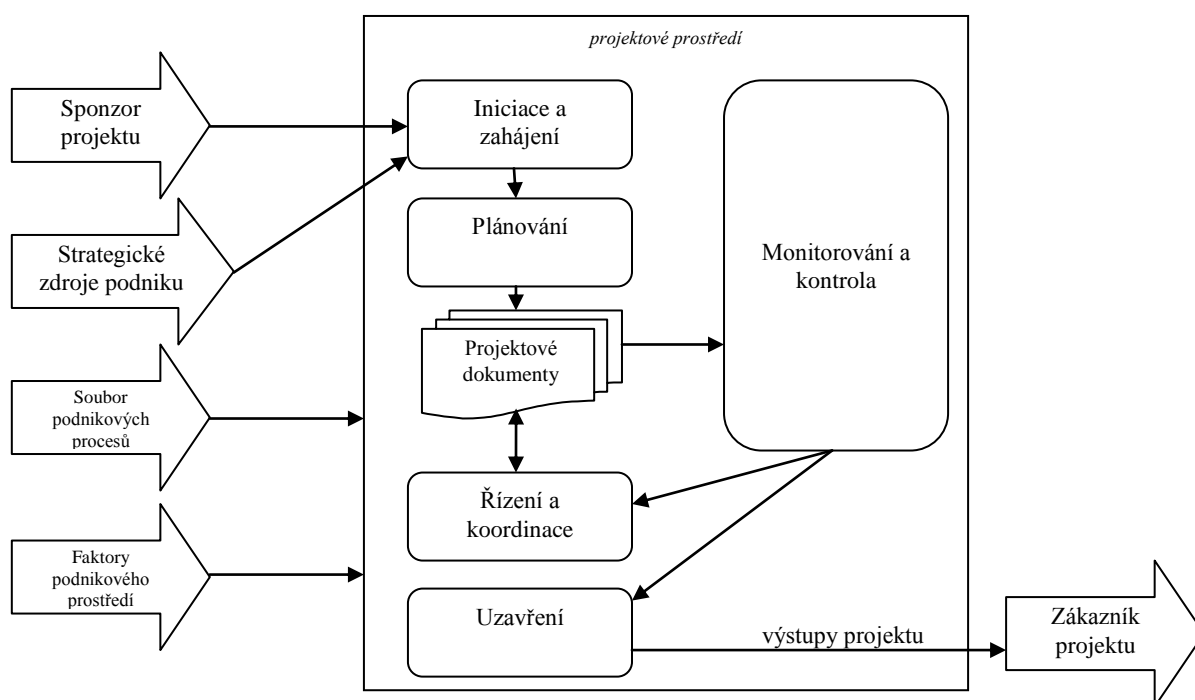 projektové prostředí
Sponzor
projektu
Iniciace a
zahájení
Strategické
zdroje podniku
Plánování
Monitorování a
kontrola
Projektové
dokumenty
Soubor
podnikových
procesů
Řízení a
koordinace
Faktory
podnikového
prostředí
Uzavření
výstupy projektu
Zákazník
projektu